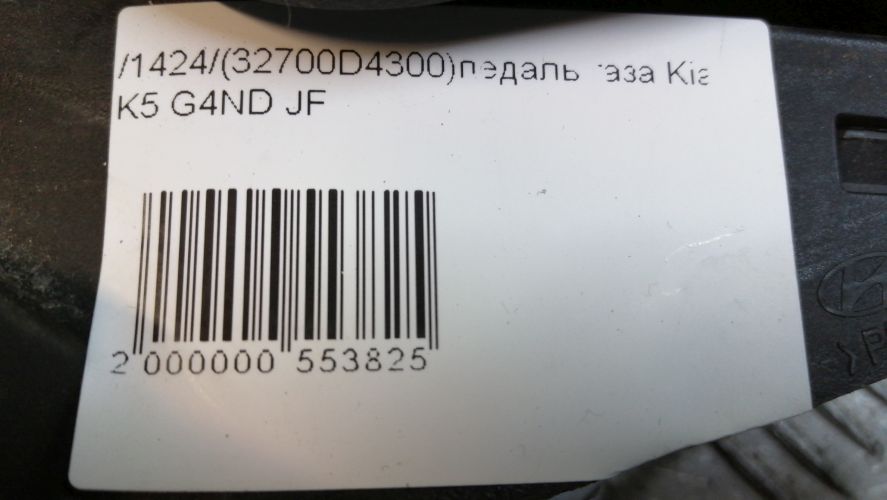 /1424/(32700D4300)педаль газа Kia
K5 G4ND JF
2 000000 553825
>P